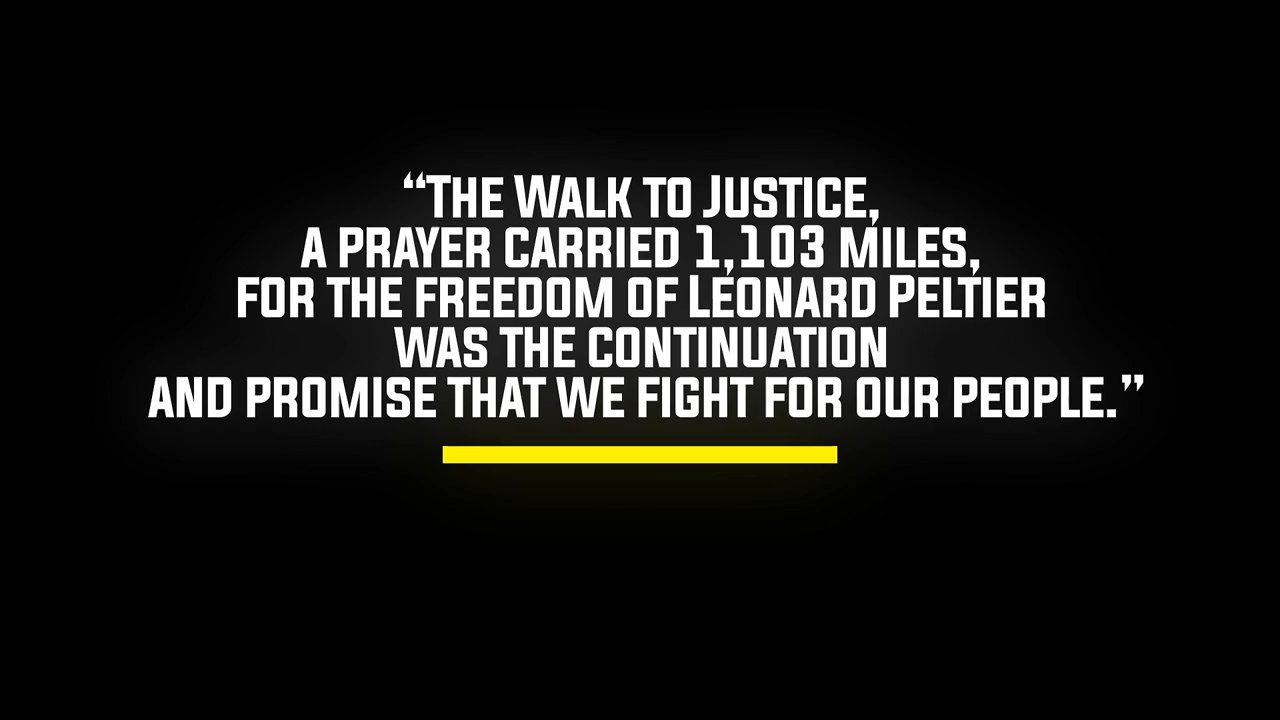 “The Walk to Justice,
a prayer carried 1,103 miles,
for the freedom of Leonard Peltier
was the continuation
and promise that we fight for our people.”